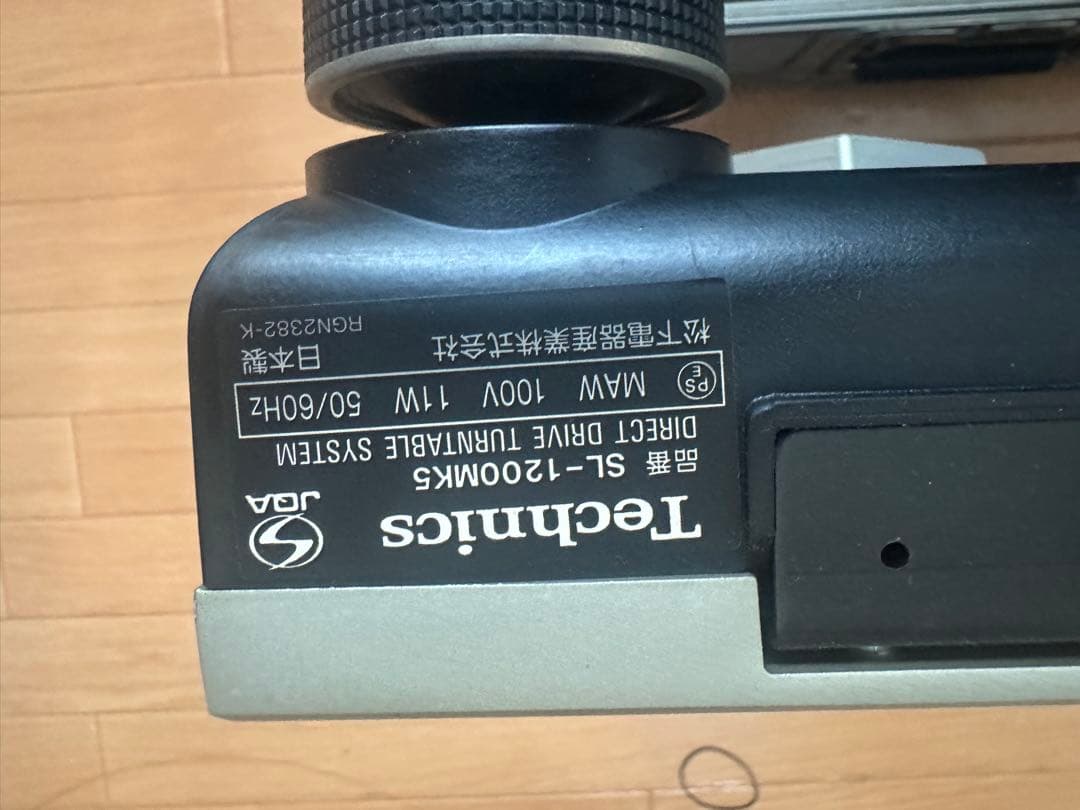 Technics
JQA
品番 SL-1200MK5
DIRECT DRIVE TURNTABLE SYSTEM
PS E MAW 100V 11W 50/60Hz
松下電器産業株式会社 日本製
RGN2382-K